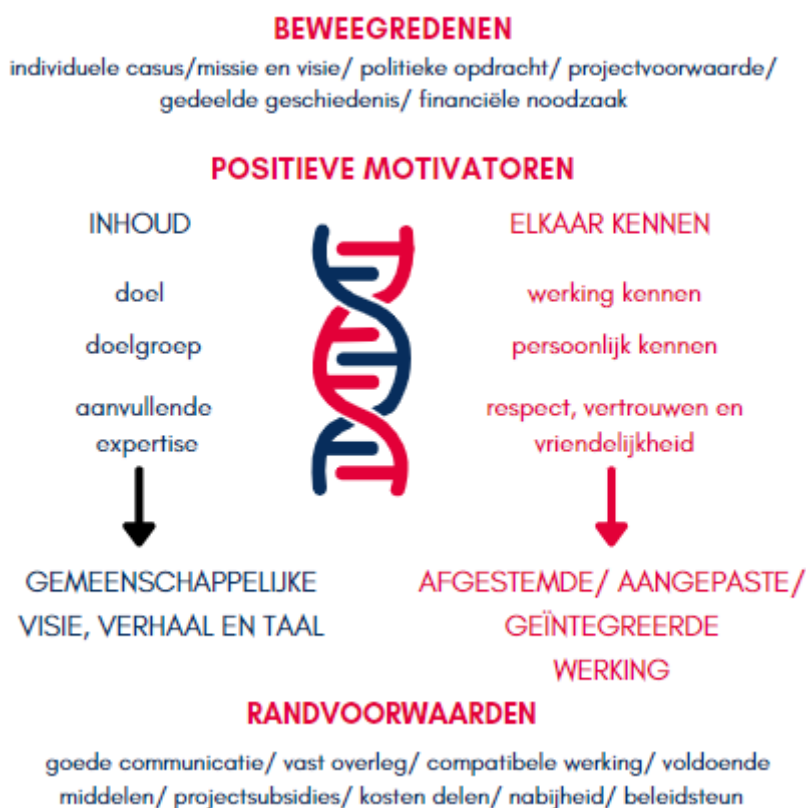 BEWEEGREDENEN
individuele casus/missie en visie/ politieke opdracht/ projectvoorwaarde/
gedeelde geschiedenis/ financiële noodzaak
POSITIEVE MOTIVATOREN
INHOUD
doel
doelgroep
aanvullende
expertise
GEMEENSCHAPPELIJKE
VISIE, VERHAAL EN TAAL
ELKAAR KENNEN
werking kennen
persoonlijk kennen
respect, vertrouwen en
vriendelijkheid
AFGESTEMDE/ AANGEPASTE/
GEÏNTEGREERDE
WERKING
RANDVOORWAARDEN
goede communicatie/ vast overleg/ compatibele werking/ voldoende
middelen/ projectsubsidies/ kosten delen/ nabijheid/ beleidsteun